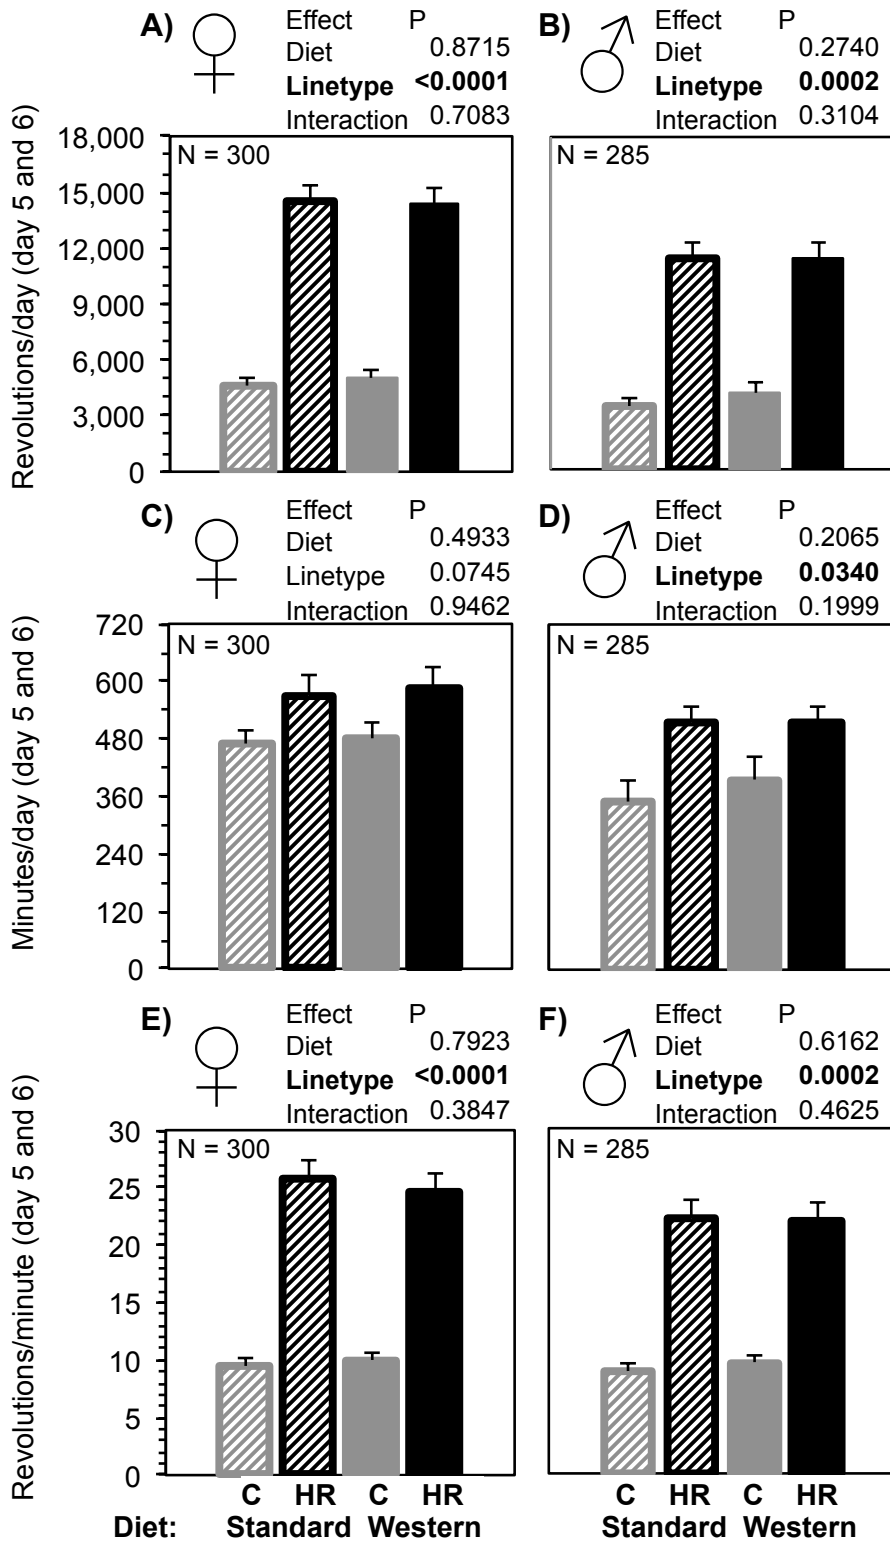 A)
Effect P
Diet 0.8715
Linetype <0.0001
Interaction 0.7083
B)
Effect P
Diet 0.2740
Linetype 0.0002
Interaction 0.3104
Revolutions/day (day 5 and 6)
18,000
15,000
12,000
9,000
6,000
3,000
0
N = 300
N = 285
C)
Effect P
Diet 0.4933
Linetype 0.0745
Interaction 0.9462
D)
Effect P
Diet 0.2065
Linetype 0.0340
Interaction 0.1999
Minutes/day (day 5 and 6)
720
600
480
360
240
120
0
N = 300
N = 285
E)
Effect P
Diet 0.7923
Linetype <0.0001
Interaction 0.3847
F)
Effect P
Diet 0.6162
Linetype 0.0002
Interaction 0.4625
Revolutions/minute (day 5 and 6)
30
25
20
15
10
5
0
N = 300
N = 285
C HR C HR C HR C HR
Diet: Standard Western Standard Western